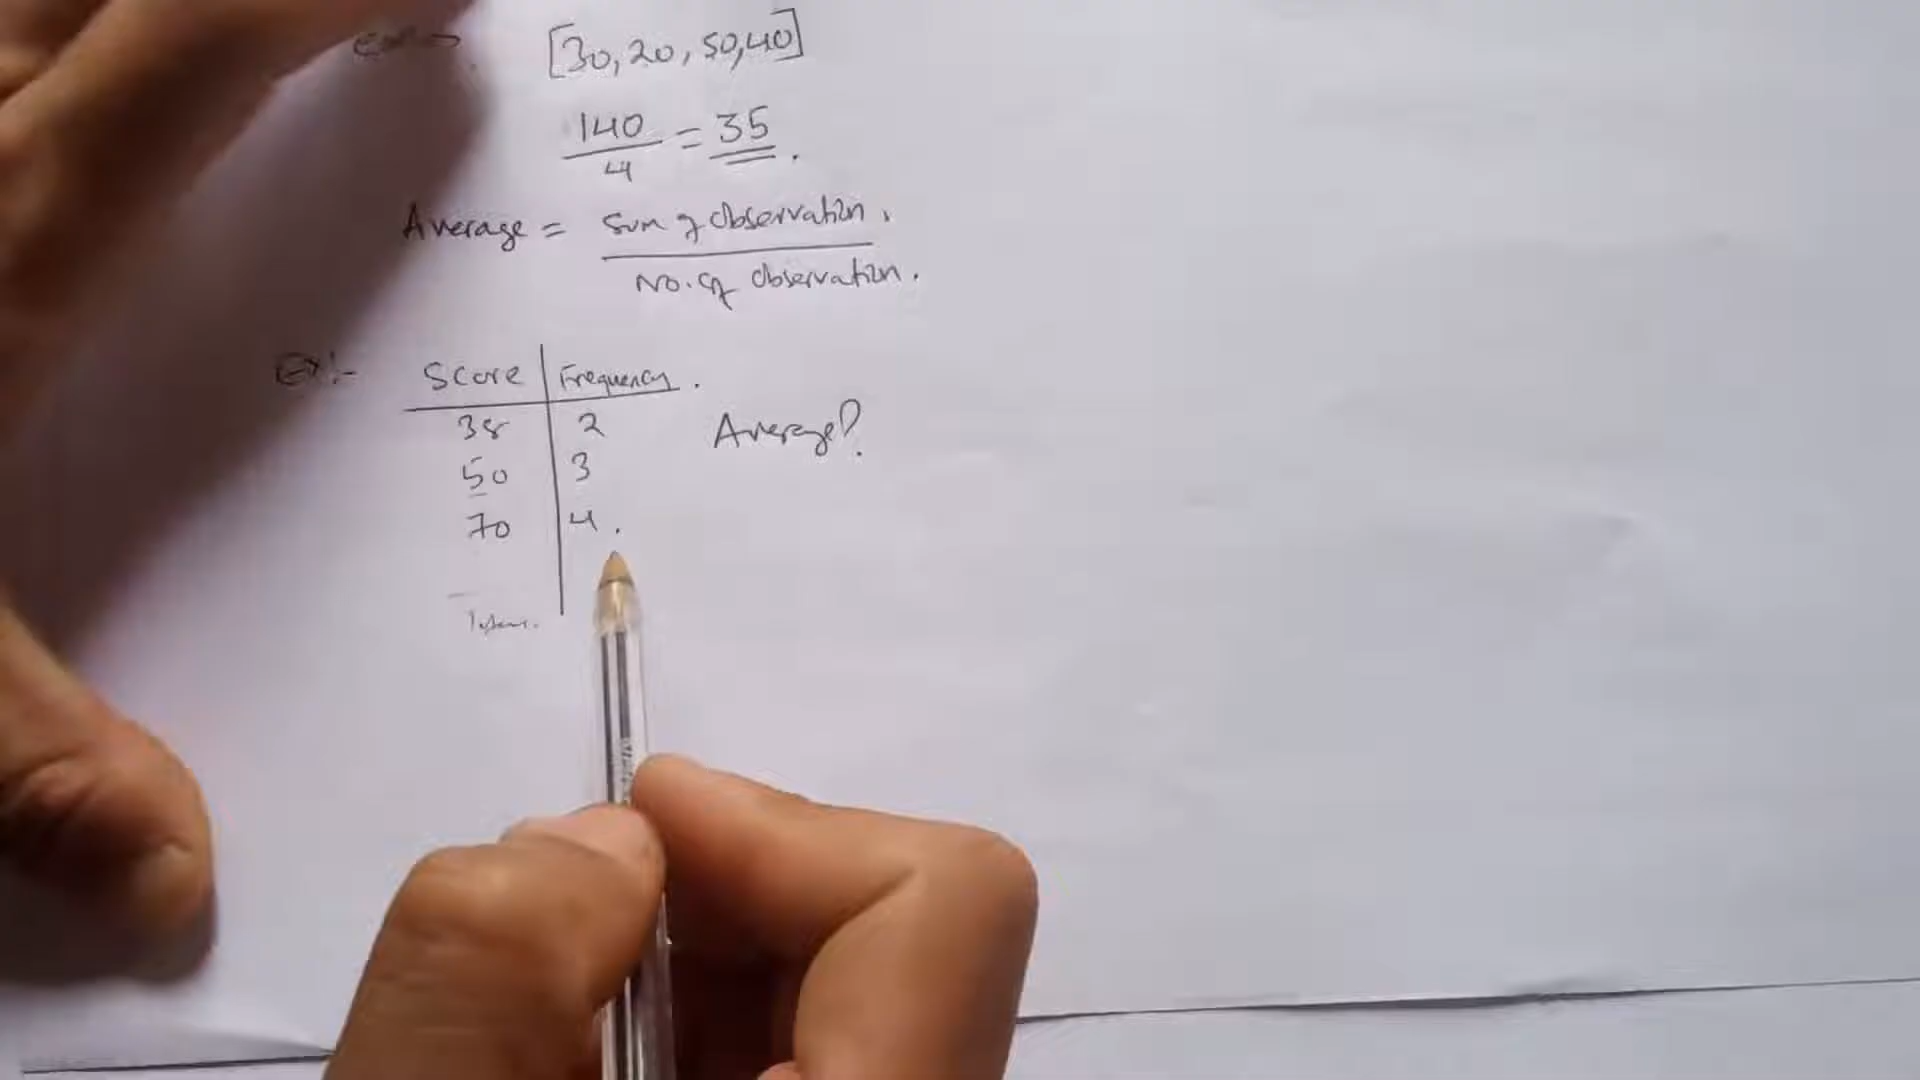 [30, 20, 50, 40]
140
4
= 35.
Average = Sum of Observation.
No. of Observation.
Ex:-
Score Frequency.
38 2
50 3
70 4.
Average?